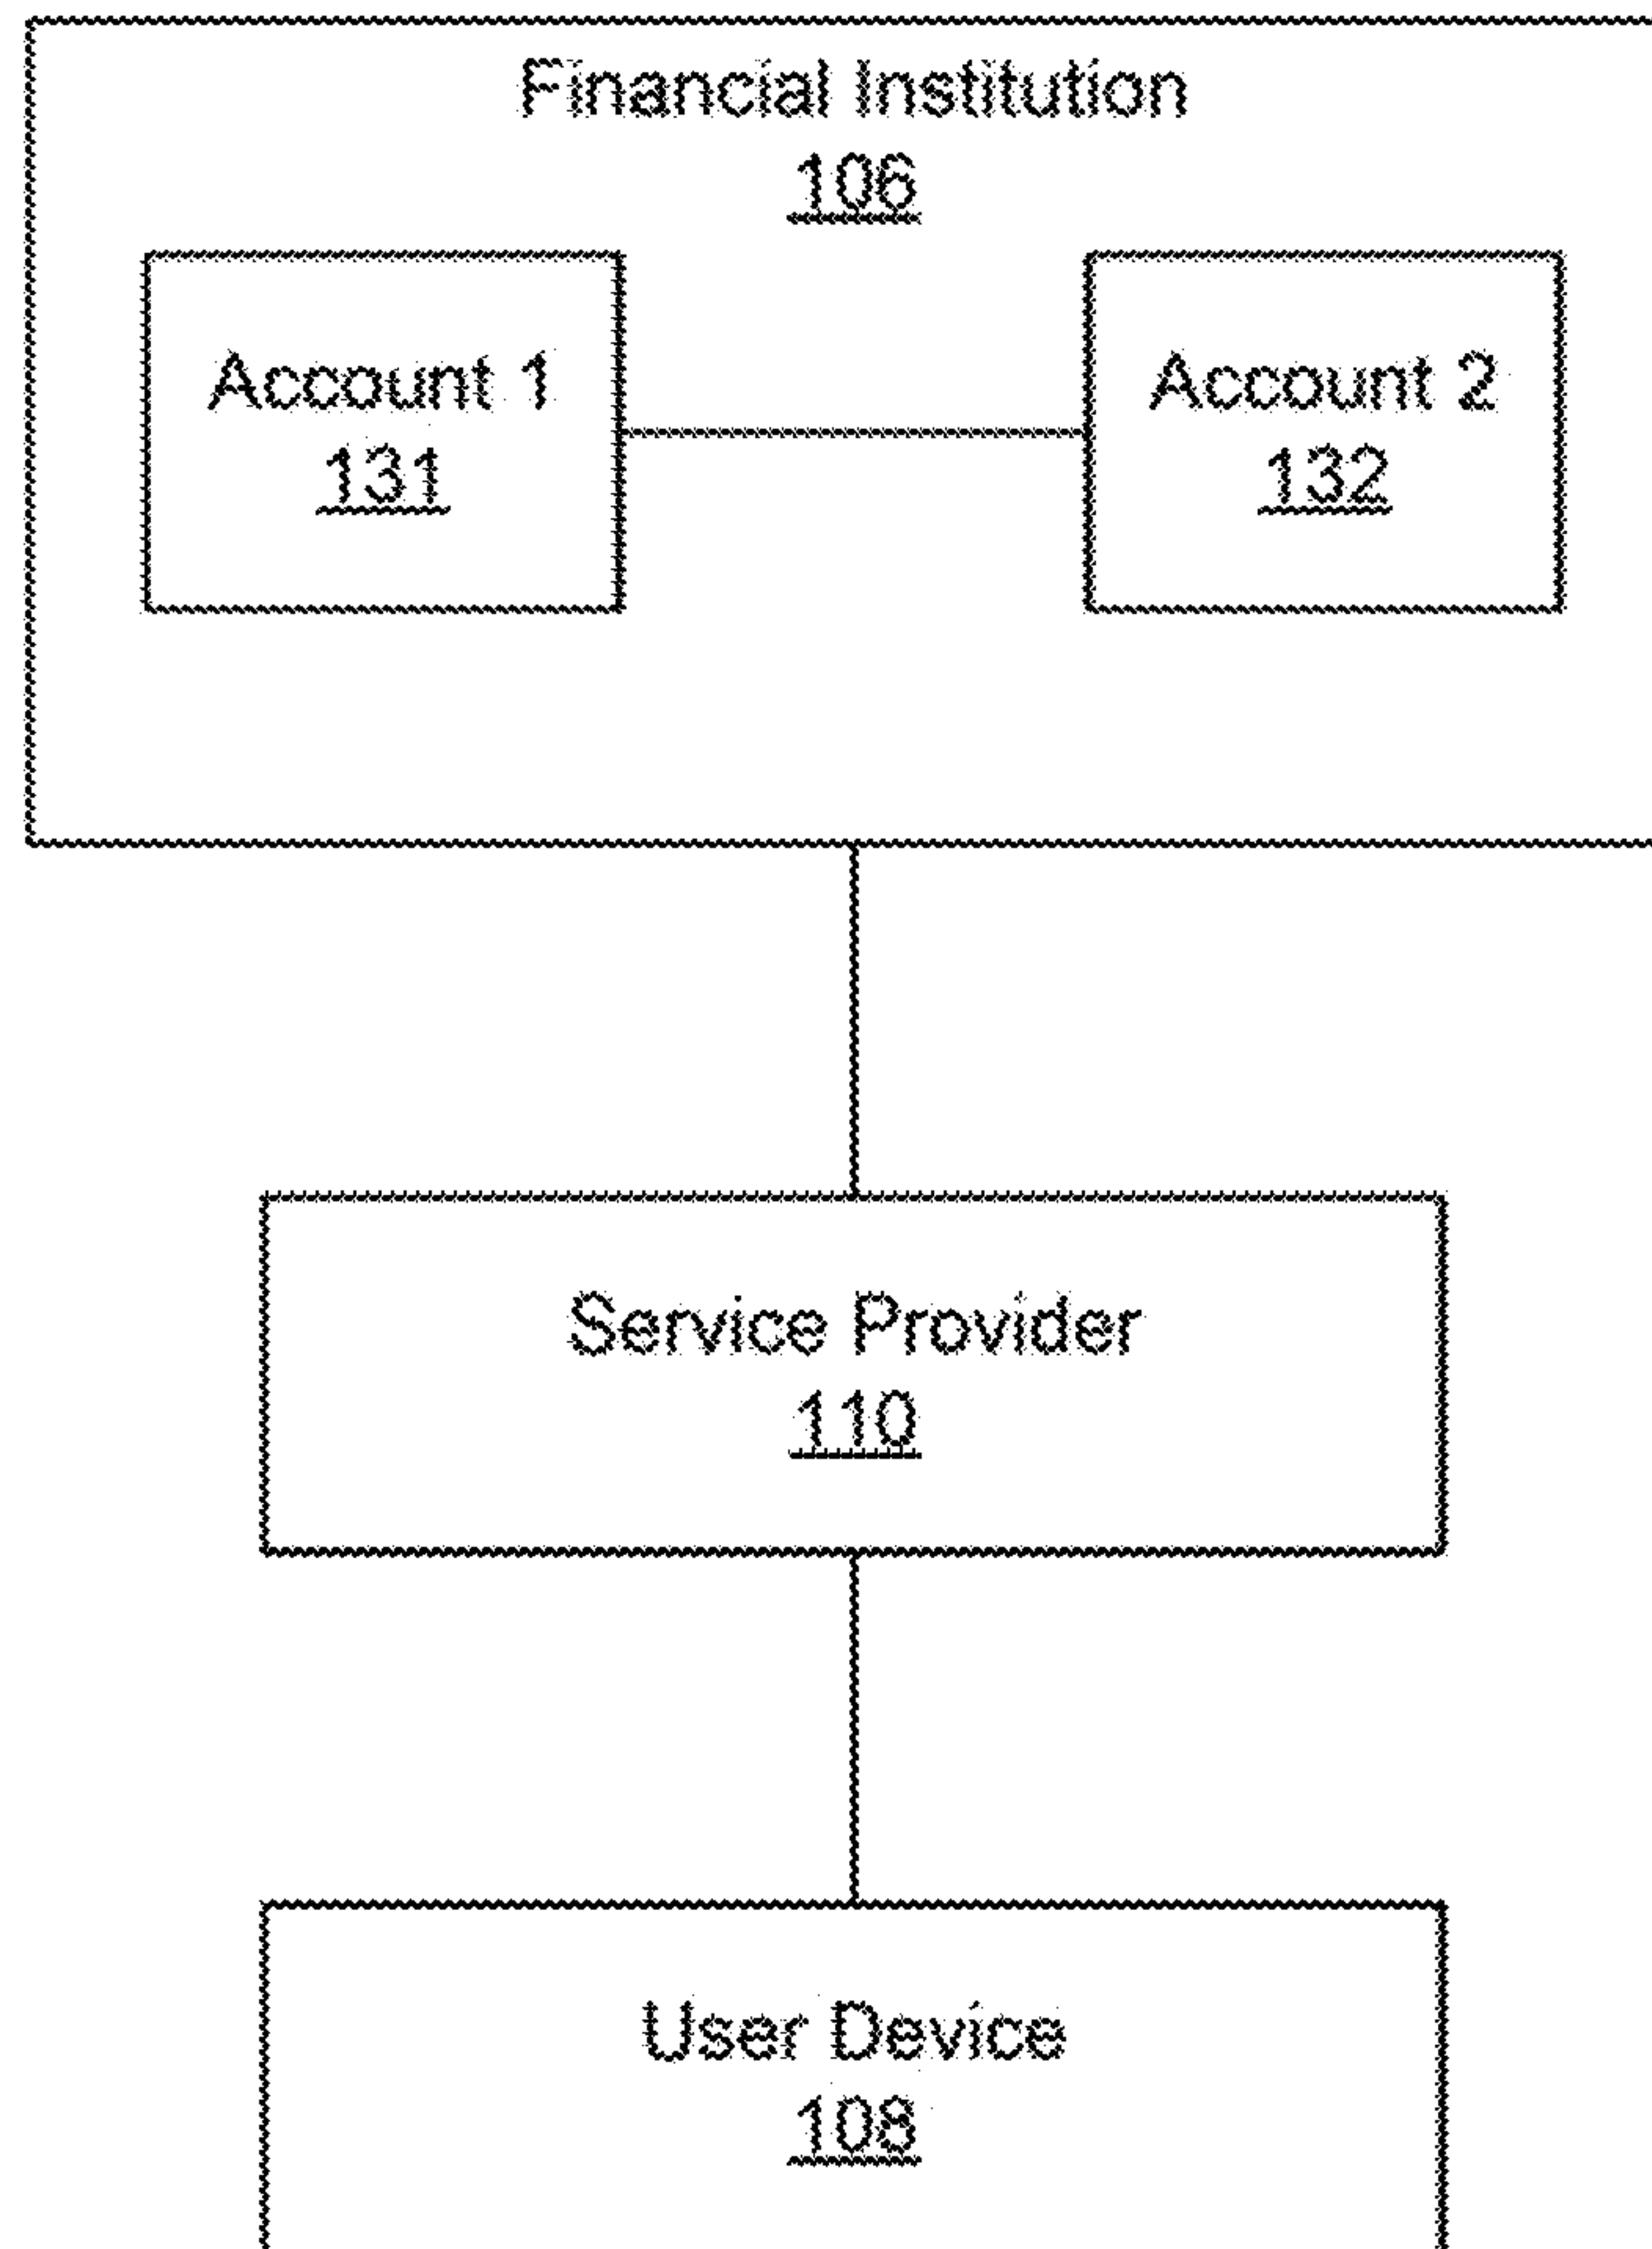 Financial Institution
106
Account 1
131
Account 2
132
Service Provider
110
User Device
108